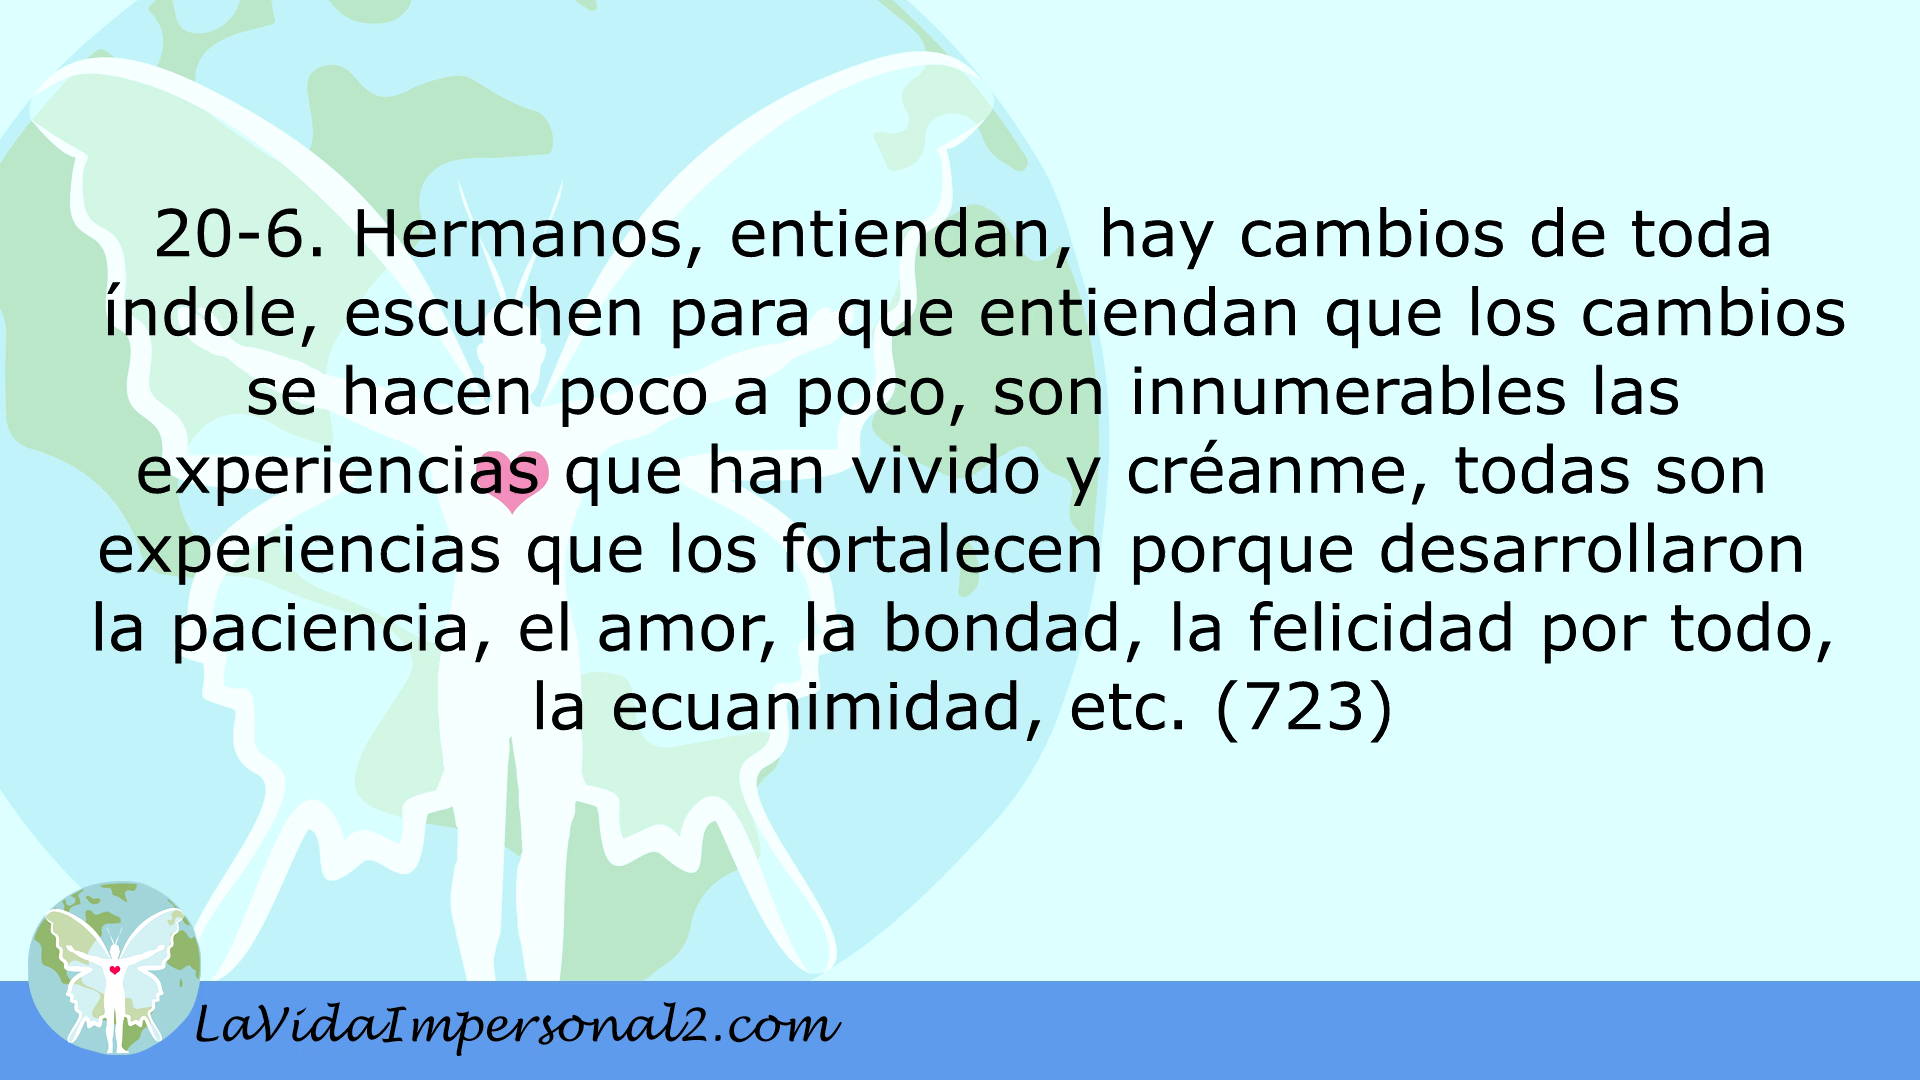 20-6. Hermanos, entiendan, hay cambios de toda
índole, escuchen para que entiendan que los cambios
se hacen poco a poco, son innumerables las
experiencias que han vivido y créanme, todas son
experiencias que los fortalecen porque desarrollaron
la paciencia, el amor, la bondad, la felicidad por todo,
la ecuanimidad, etc. (723)
LaVidaImpersonal2.com